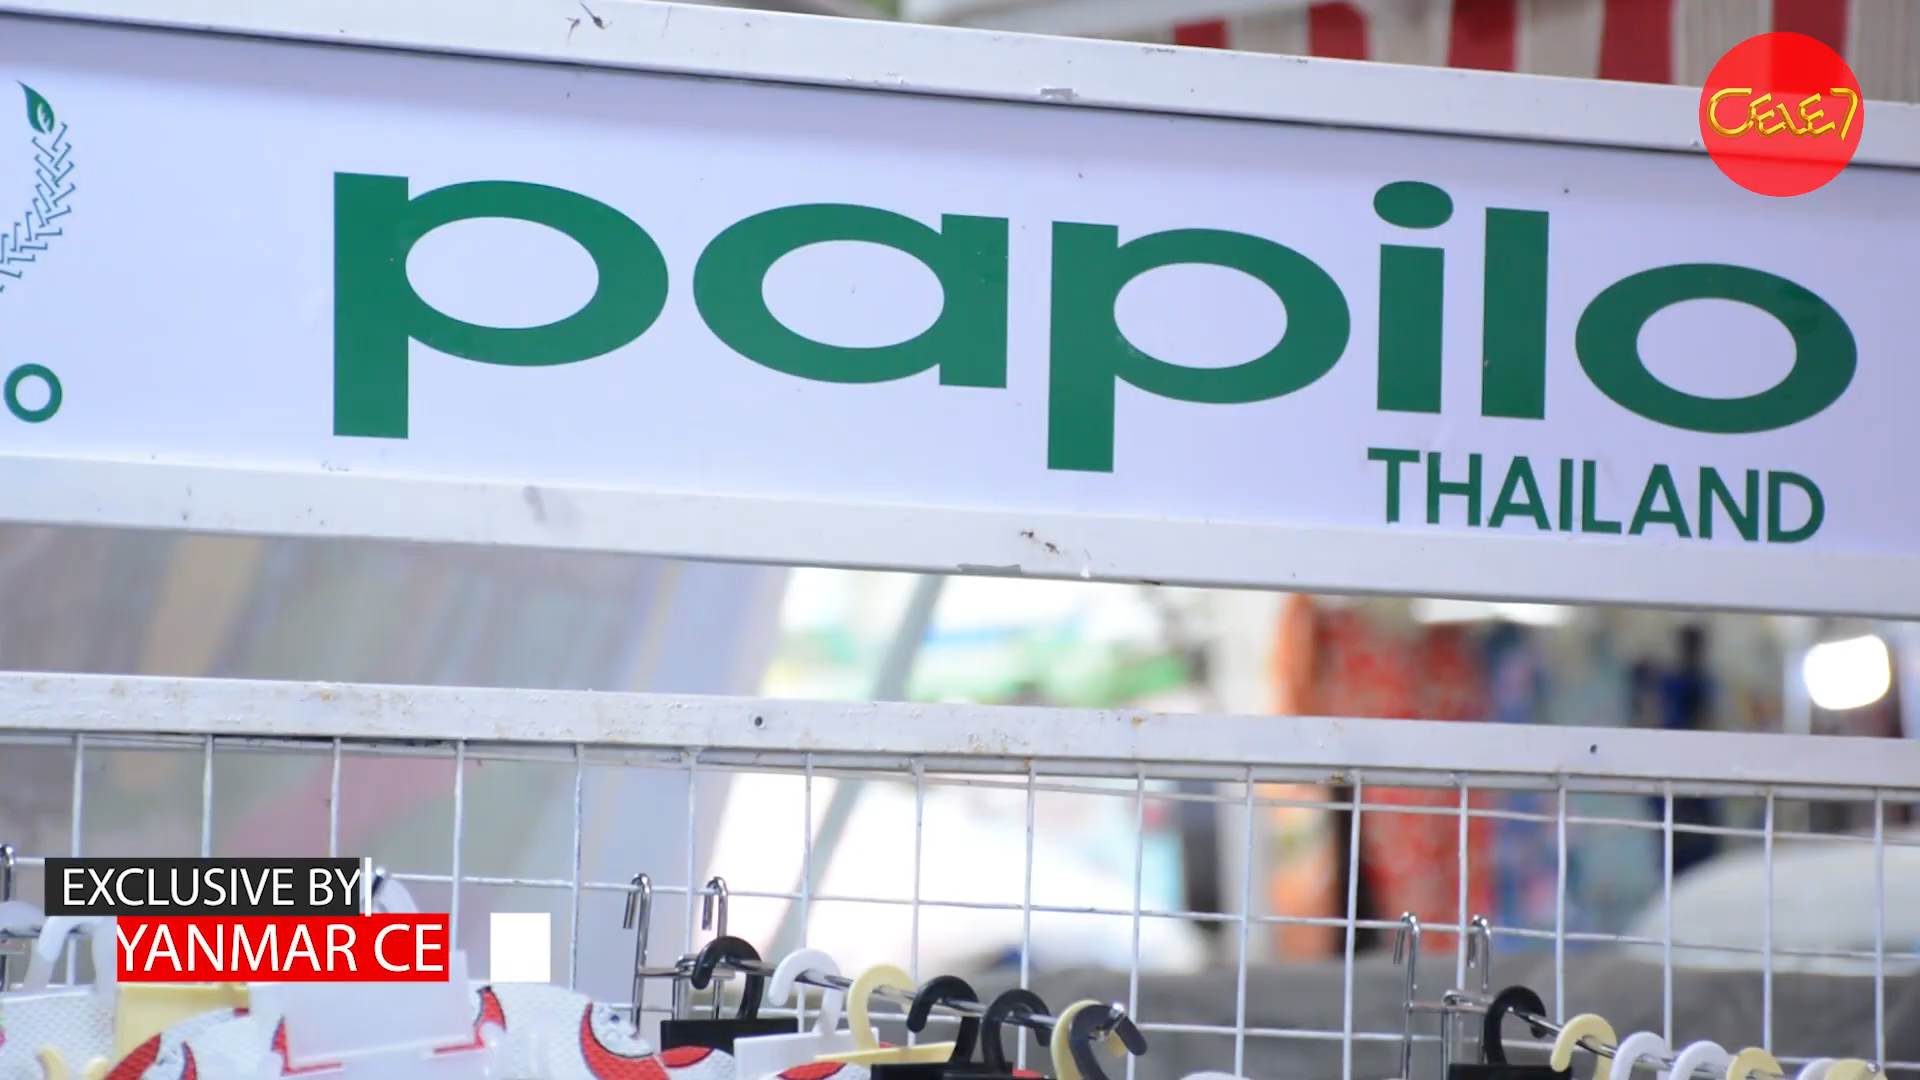 CELE7
papilo
THAILAND
o
EXCLUSIVE BY
YANMAR CE